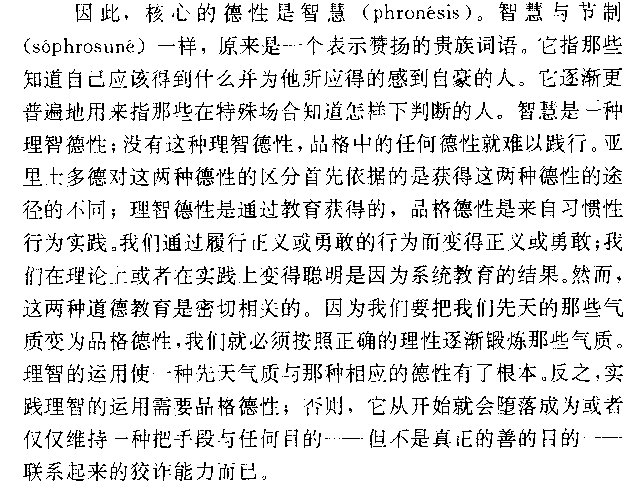 因此，核心的德性是智慧（phronêsis）。智慧与节制
（sôphrosunê）一样，原来是一个表示赞扬的贵族词语。它指那些
知道自己应该得到什么并为他所应得的感到自豪的人。它逐渐更
普遍地用来指那些在特殊场合知道怎样下判断的人。智慧是一种
理智德性；没有这种理智德性，品格中的任何德性就难以践行。亚
里士多德对这两种德性的区分首先依据的是获得这两种德性的途
径的不同；理智德性是通过教育获得的，品格德性是来自习惯性
行为实践。我们通过履行正义或勇敢的行为而变得正义或勇敢；我
们在理论上或者在实践上变得聪明是因为系统教育的结果。然而，
这两种道德教育是密切相关的。因为我们要把我们先天的那些气
质变为品格德性，我们就必须按照正确的理性逐渐锻炼那些气质。
理智的运用使一种先天气质与那种相应的德性有了根本。反之，实
践理智的运用需要品格德性；否则，它从开始就会堕落成为或者
仅仅维持一种把手段与任何目的——但不是真正的善的目的——
联系起来的狡诈能力而已。